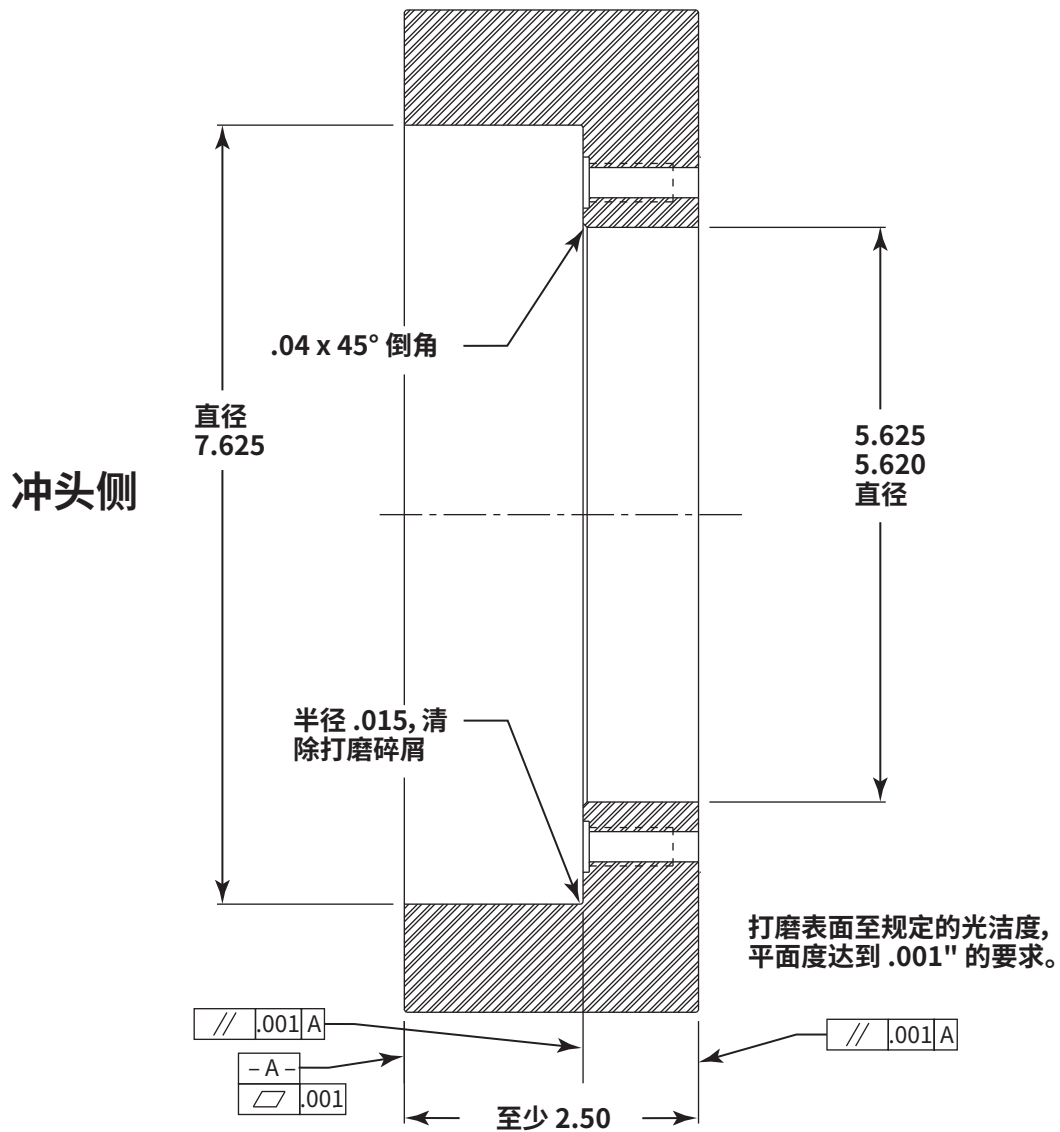 .04 x 45° 倒角
直径
7.625
5.625
5.620
直径
冲头侧
半径 .015, 清
除打磨碎屑
打磨表面至规定的光洁度,
平面度达到 .001" 的要求。
// .001 A
// .001 A
– A –
⏥ .001
至少 2.50